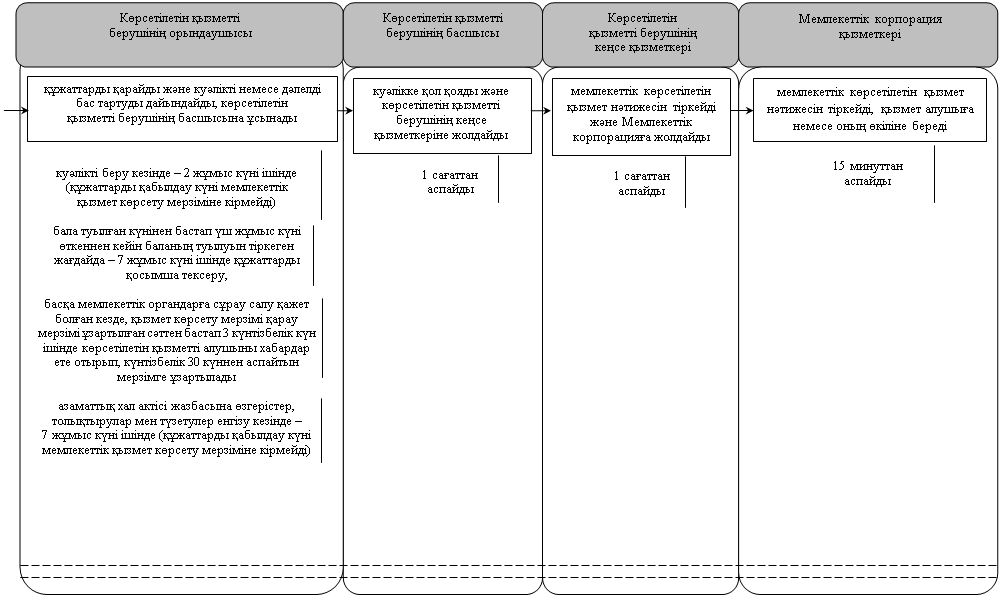 Көрсетілетін қызметті
берушінің орындаушысы
Көрсетілетін қызметті
берушінің басшысы
Көрсетілетін
қызметті берушінің
кеңсе қызметкері
Мемлекеттік корпорация
қызметкері
құжаттарды қарайды және куәлікті немесе дәлелді
бас тартуды дайындайды, көрсетілетін
қызметті берушінің басшысына ұсынады
куәлікке қол қояды және
көрсетілетін қызметті
берушінің кеңсе
қызметкеріне жолдайды
мемлекеттік көрсетілетін
қызмет нәтижесін тіркейді
және Мемлекеттік
корпорацияға жолдайды
мемлекеттік көрсетілетін қызмет
нәтижесін тіркейді, қызмет алушыға
немесе оның өкіліне береді
куәлікті беру кезінде – 2 жұмыс күні ішінде
(құжаттарды қабылдау күні мемлекеттік
қызмет көрсету мерзіміне кірмейді)
бала туылған күнінен бастап үш жұмыс күні
өткеннен кейін баланың туылуын тіркеген
жағдайда – 7 жұмыс күні ішінде құжаттарды
қосымша тексеру,
басқа мемлекеттік органдарға сұрау салу қажет
болған кезде, қызмет көрсету мерзімі қарау
мерзімі ұзартылған сәттен бастап 3 күнтізбелік күн
ішінде көрсетілетін қызметті алушыны хабардар
ете отырып, күнтізбелік 30 күннен аспайтын
мерзімге ұзартылады
азаматтық хал актісі жазбасына өзгерістер,
толықтырулар мен түзетулер енгізу кезінде –
7 жұмыс күні ішінде (құжаттарды қабылдау күні
мемлекеттік қызмет көрсету мерзіміне кірмейді)
1 сағаттан
аспайды
1 сағаттан
аспайды
15 минуттан
аспайды